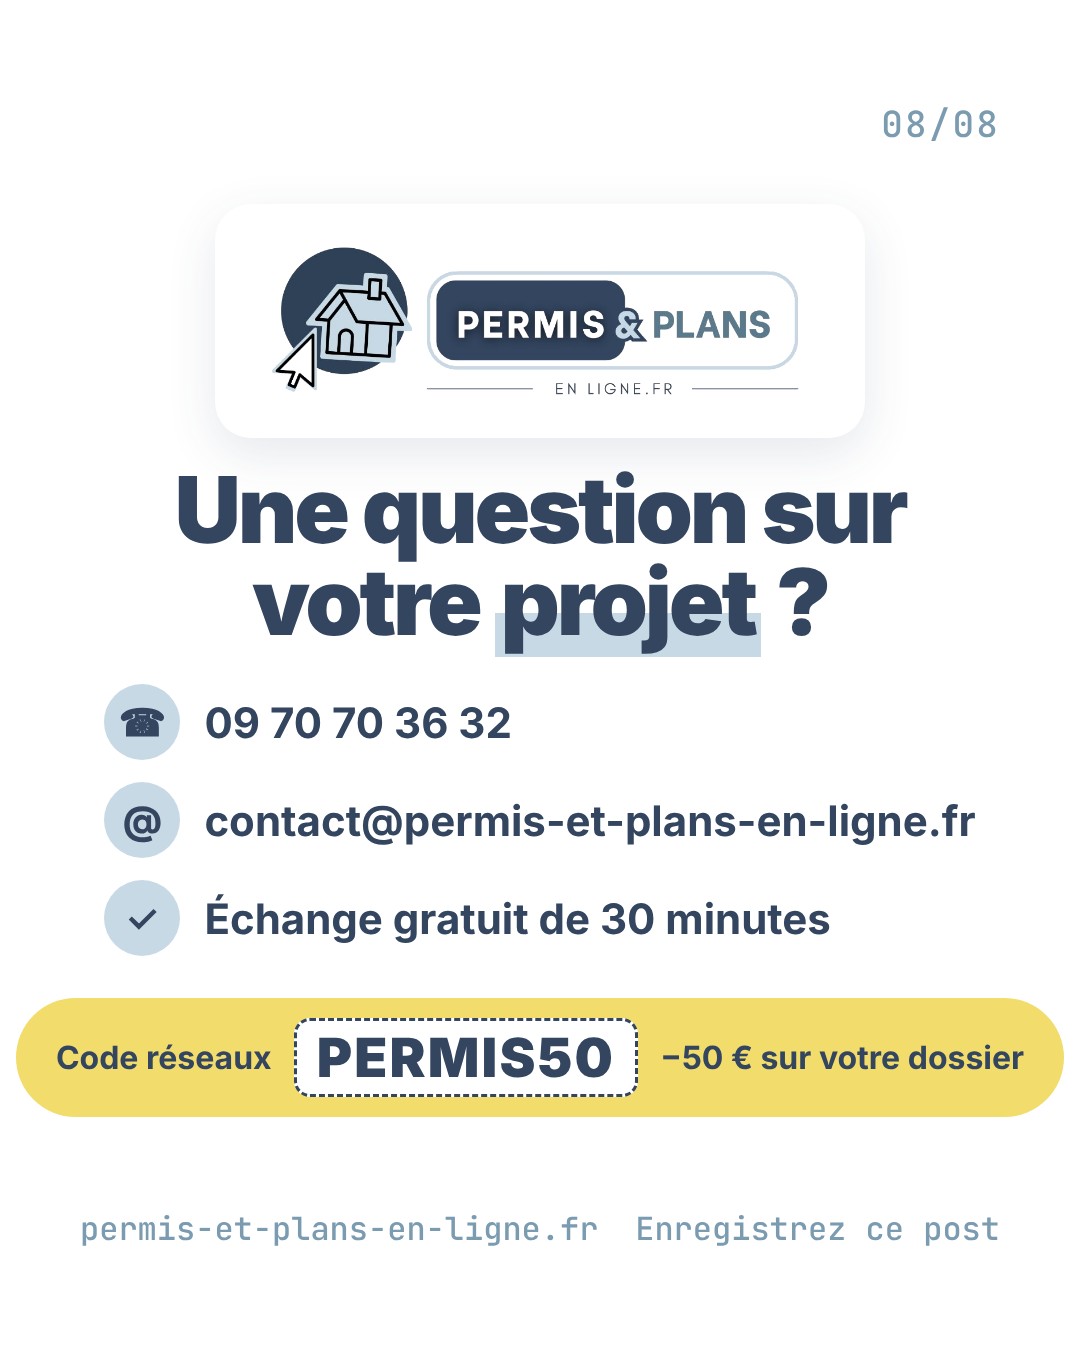 08/08
PERMIS & PLANS
EN LIGNE.FR
Une question sur
votre projet ?
☎ 09 70 70 36 32
@ contact@permis-et-plans-en-ligne.fr
✓ Échange gratuit de 30 minutes
Code réseaux PERMIS50 −50 € sur votre dossier
permis-et-plans-en-ligne.fr Enregistrez ce post